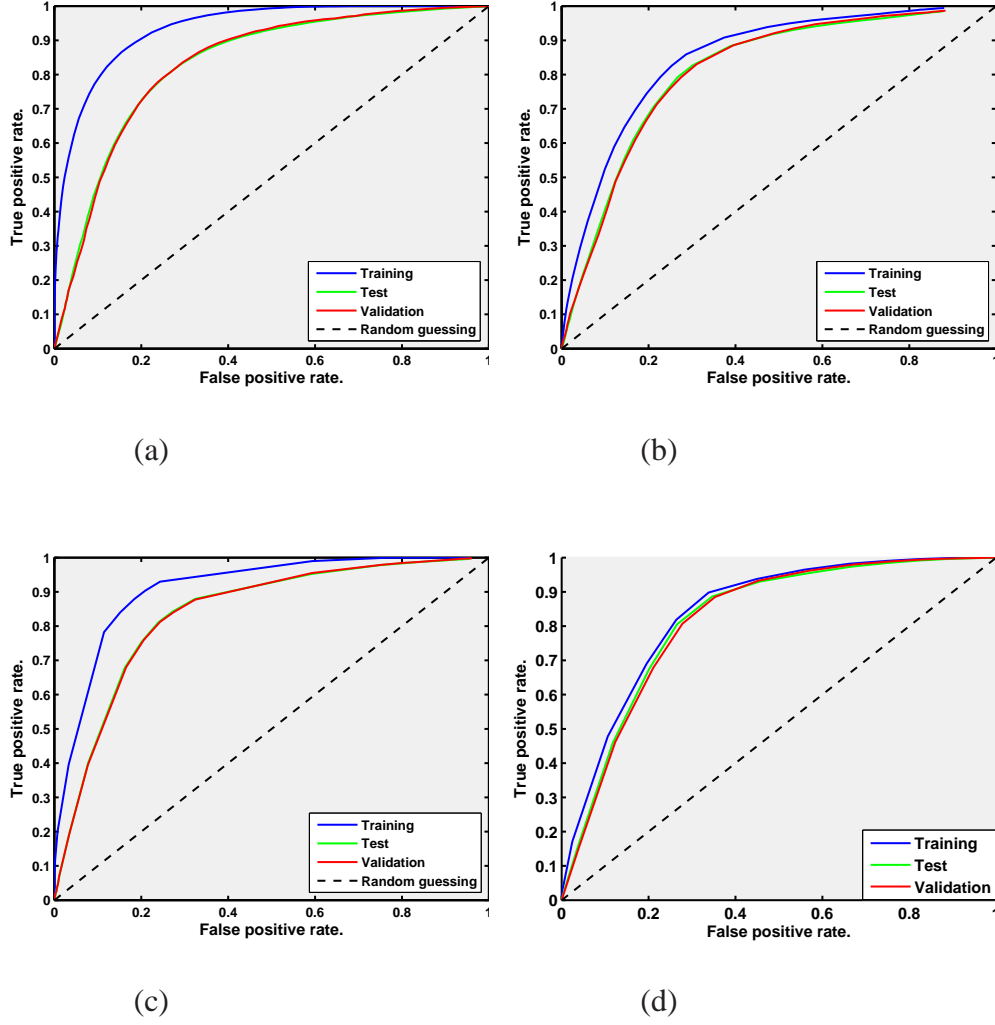 1
0.9
0.8
0.7
0.6
0.5
0.4
0.3
0.2
0.1
0
True positive rate.
0 0.2 0.4 0.6 0.8 1
False positive rate.
Training
Test
Validation
Random guessing
(a)
1
0.9
0.8
0.7
0.6
0.5
0.4
0.3
0.2
0.1
0
True positive rate.
0 0.2 0.4 0.6 0.8 1
False positive rate.
Training
Test
Validation
Random guessing
(b)
1
0.9
0.8
0.7
0.6
0.5
0.4
0.3
0.2
0.1
0
True positive rate.
0 0.2 0.4 0.6 0.8 1
False positive rate.
Training
Test
Validation
Random guessing
(c)
1
0.9
0.8
0.7
0.6
0.5
0.4
0.3
0.2
0.1
0
True positive rate.
0 0.2 0.4 0.6 0.8 1
False positive rate.
Training
Test
Validation
(d)